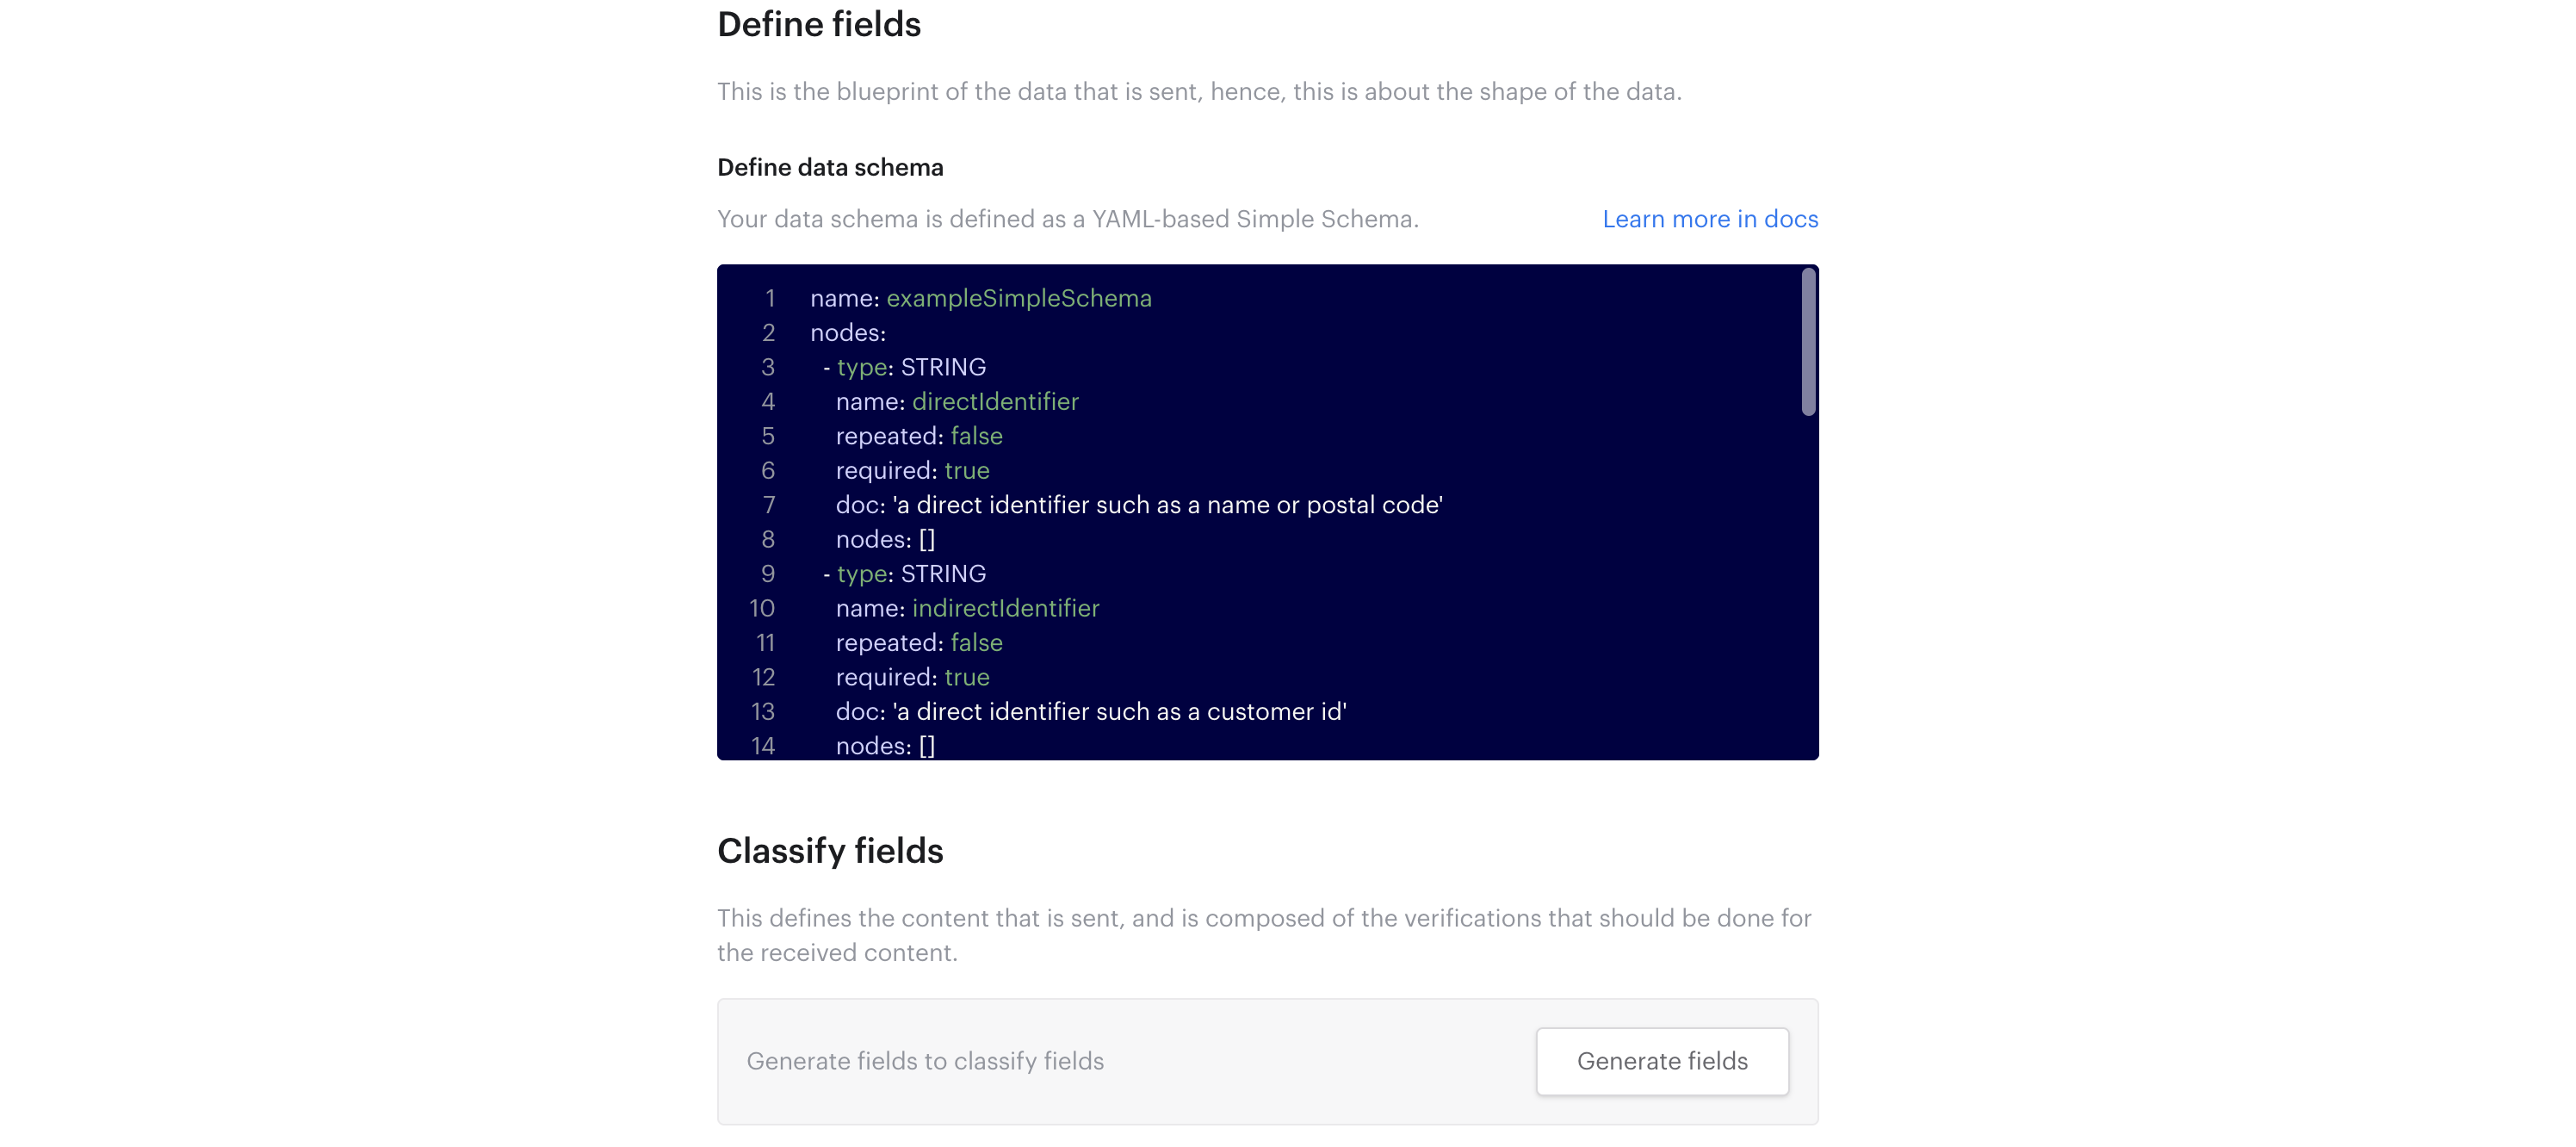 Define fields
This is the blueprint of the data that is sent, hence, this is about the shape of the data.
Define data schema
Your data schema is defined as a YAML-based Simple Schema.
Learn more in docs
1 name: exampleSimpleSchema
2 nodes:
3 - type: STRING
4 name: directIdentifier
5 repeated: false
6 required: true
7 doc: 'a direct identifier such as a name or postal code'
8 nodes: []
9 - type: STRING
10 name: indirectIdentifier
11 repeated: false
12 required: true
13 doc: 'a direct identifier such as a customer id'
14 nodes: []
Classify fields
This defines the content that is sent, and is composed of the verifications that should be done for
the received content.
Generate fields to classify fields
Generate fields